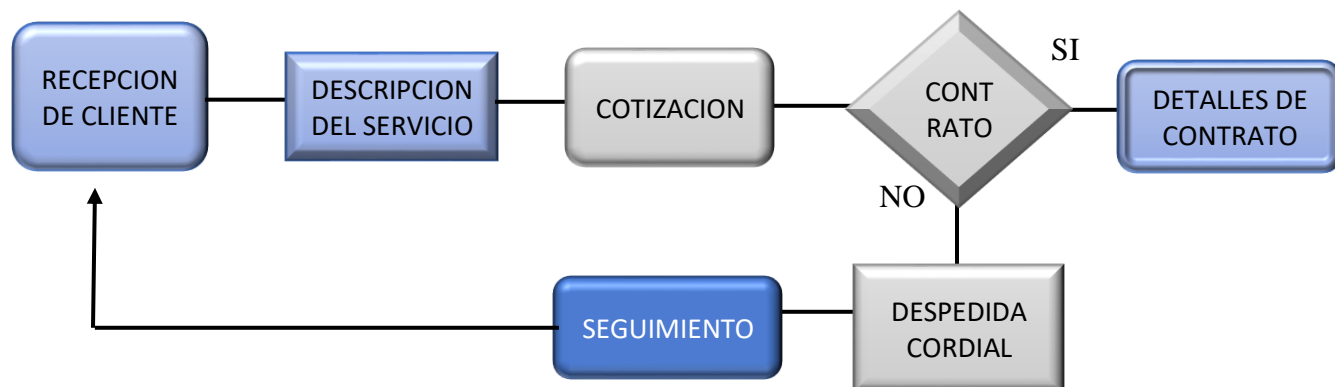 RECEPCION
DE CLIENTE
DESCRIPCION
DEL SERVICIO
COTIZACION
CONT
RATO
SI
DETALLES DE
CONTRATO
NO
SEGUIMIENTO
DESPEDIDA
CORDIAL